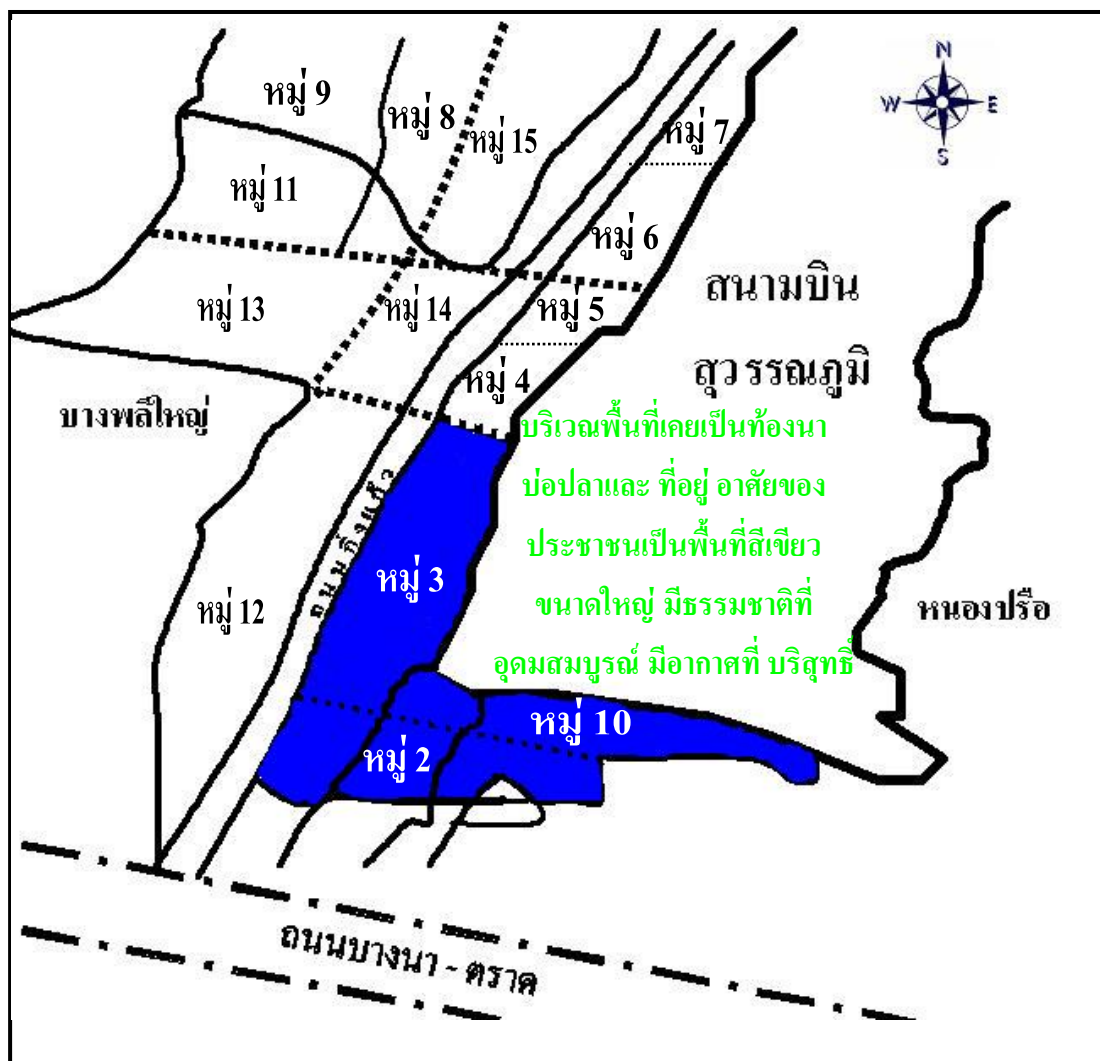 N
W E
S
หมู่ 9
หมู่ 8
หมู่ 15
หมู่ 7
หมู่ 11
หมู่ 6
หมู่ 13
หมู่ 14
หมู่ 5
หมู่ 4
สนามบิน
สุวรรณภูมิ
บางพลีใหญ่
บริเวณพื้นที่เคยเป็นท้องนา
บ่อปลาและ ที่อยู่ อาศัยของ
ประชาชนเป็นพื้นที่สีเขียว
ขนาดใหญ่ มีธรรมชาติที่
อุดมสมบูรณ์ มีอากาศที่ บริสุทธิ์
ถนนกิ่งแก้ว
หมู่ 3
หมู่ 12
หนองปรือ
หมู่ 10
หมู่ 2
ถนนบางนา - ตราด